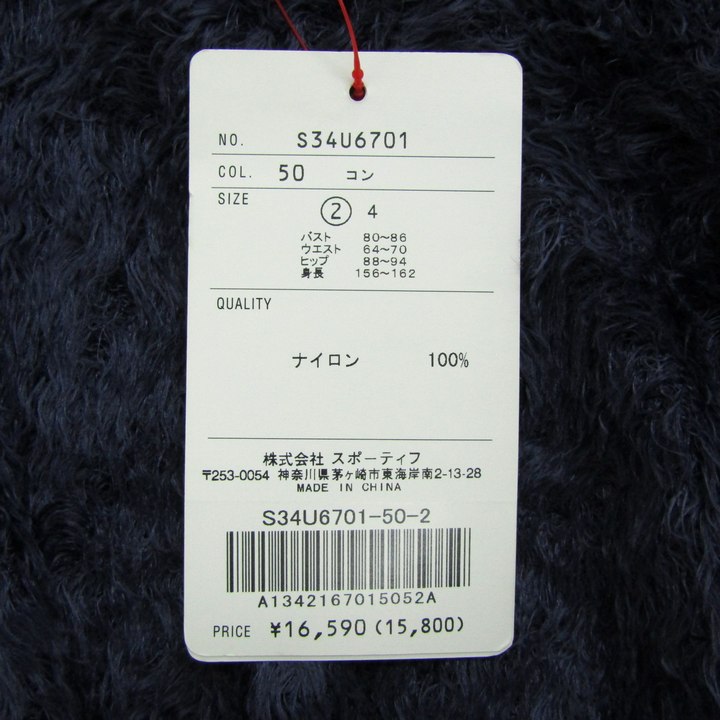 NO. S34U6701
COL. 50 コン
SIZE
② 4
バスト 80～86
ウエスト 64～70
ヒップ 88～94
身長 156～162
QUALITY
ナイロン 100%
株式会社 スポーティフ
〒253-0054 神奈川県茅ヶ崎市東海岸南2-13-28
MADE IN CHINA
S34U6701-50-2
A1342167015052A
PRICE ¥16,590 (15,800)